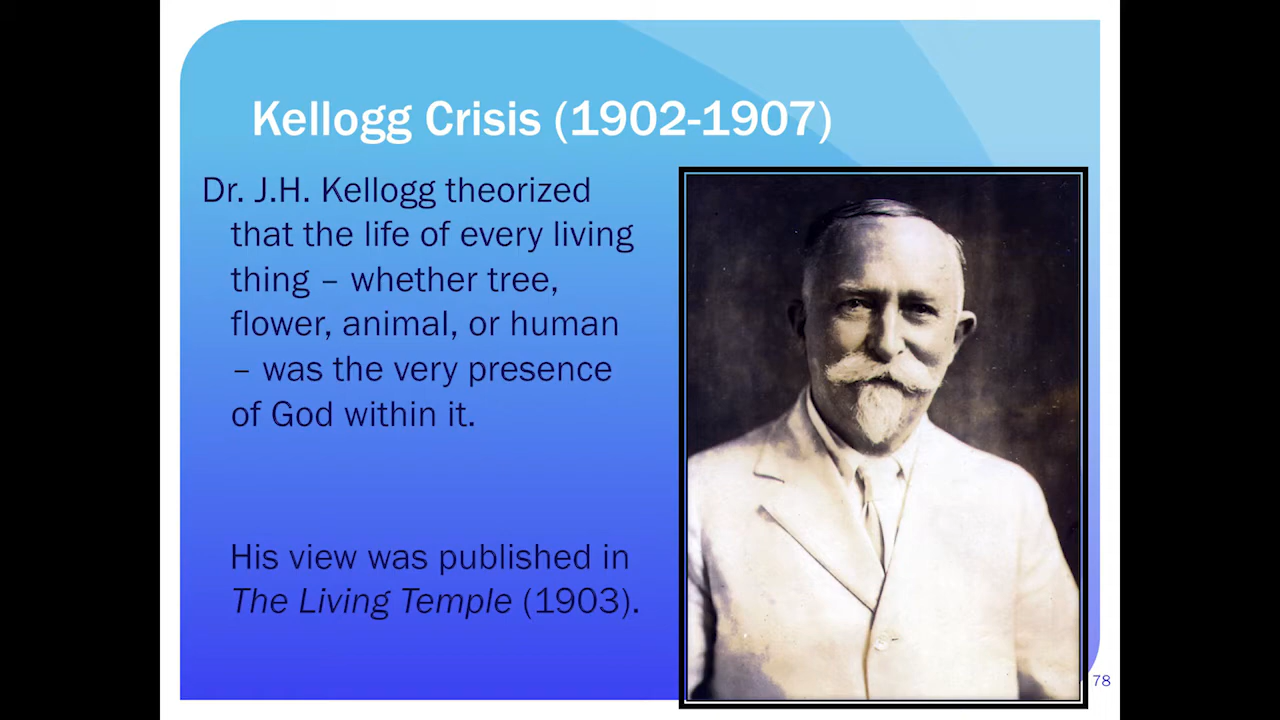 Kellogg Crisis (1902-1907)
Dr. J.H. Kellogg theorized
that the life of every living
thing – whether tree,
flower, animal, or human
– was the very presence
of God within it.
His view was published in
The Living Temple (1903).
78